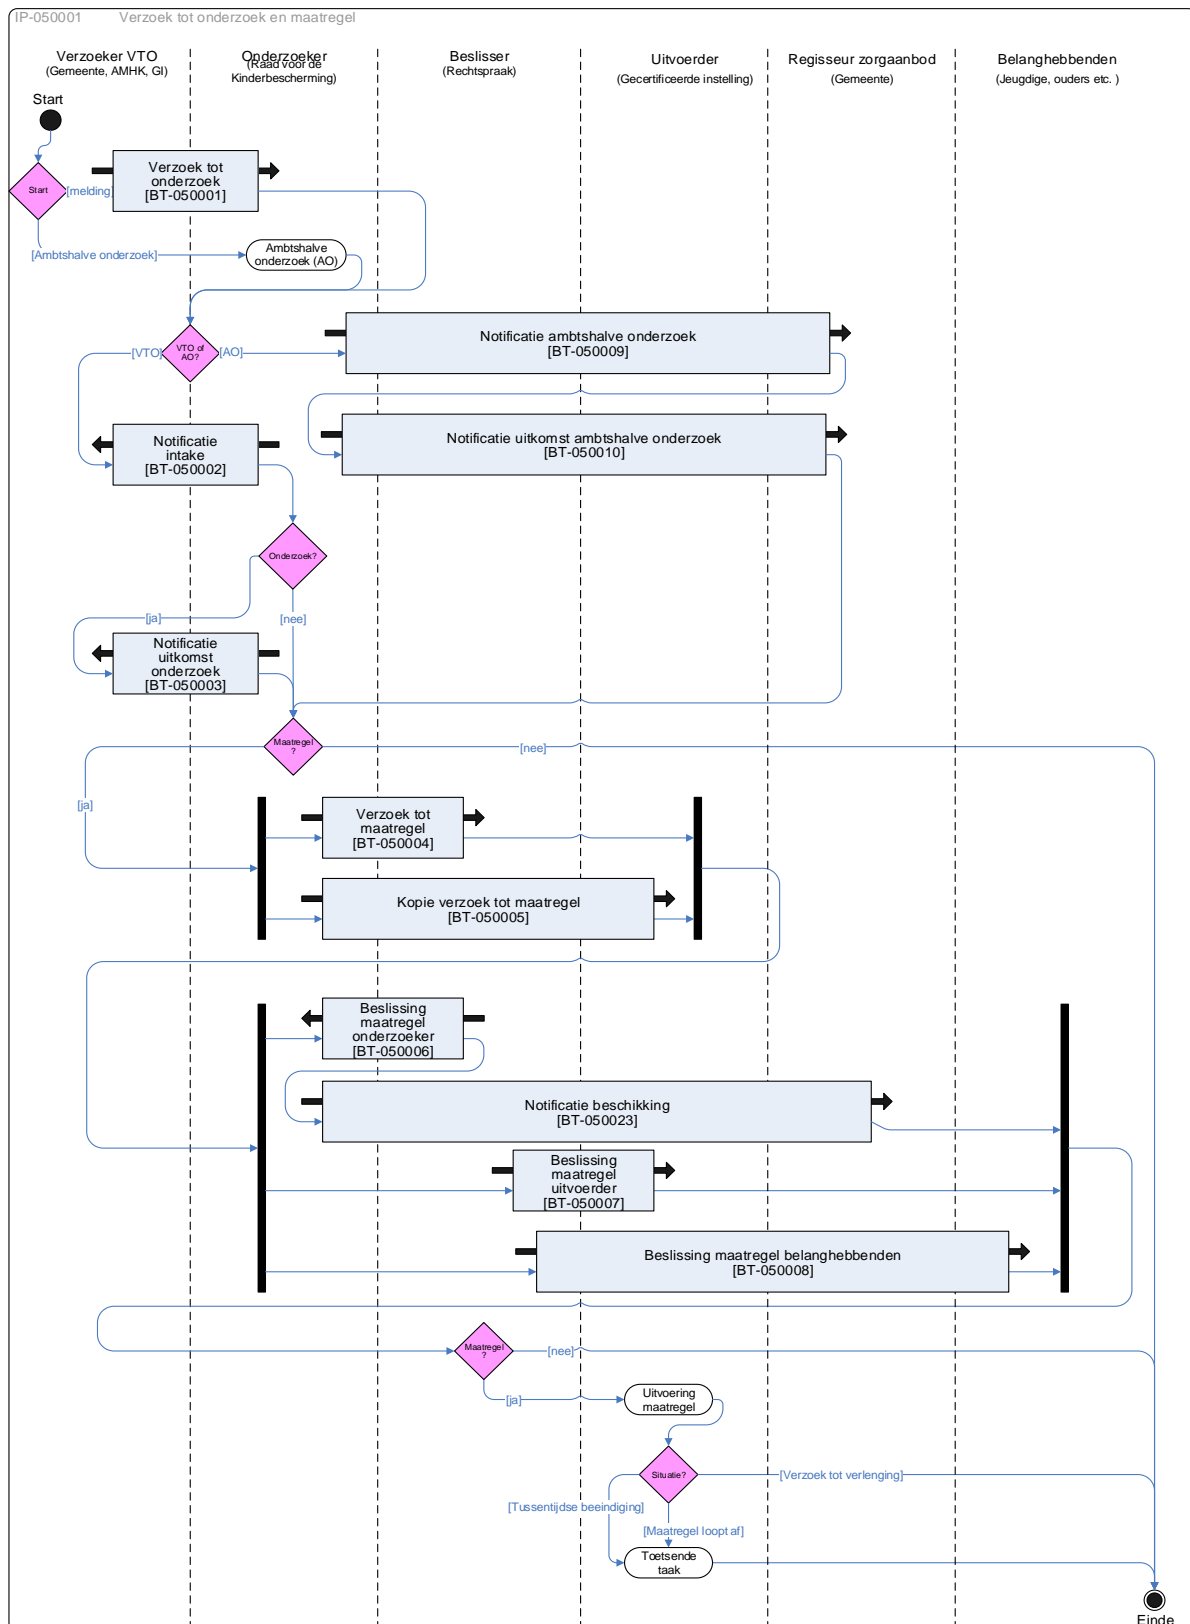 IP-050001 Verzoek tot onderzoek en maatregel
Verzoeker VTO
(Gemeente, AMHK, GI)
Onderzoeker
(Raad voor de
Kinderbescherming)
Beslisser
(Rechtspraak)
Uitvoerder
(Gecertificeerde instelling)
Regisseur zorgaanbod
(Gemeente)
Belanghebbenden
(Jeugdige, ouders etc. )
Start
Start
[melding]
Verzoek tot
onderzoek
[BT-050001]
[Ambtshalve onderzoek]
Ambtshalve
onderzoek (AO)
VTO of
AO?
[VTO]
[AO]
Notificatie ambtshalve onderzoek
[BT-050009]
Notificatie uitkomst ambtshalve onderzoek
[BT-050010]
Notificatie
intake
[BT-050002]
Onderzoek?
[ja]
[nee]
Notificatie
uitkomst
onderzoek
[BT-050003]
Maatregel
?
[nee]
[ja]
Verzoek tot
maatregel
[BT-050004]
Kopie verzoek tot maatregel
[BT-050005]
Beslissing
maatregel
onderzoeker
[BT-050006]
Notificatie beschikking
[BT-050023]
Beslissing
maatregel
uitvoerder
[BT-050007]
Beslissing maatregel belanghebbenden
[BT-050008]
Maatregel
?
[nee]
[ja]
Uitvoering
maatregel
Situatie?
[Verzoek tot verlenging]
[Tussentijdse beeindiging]
[Maatregel loopt af]
Toetsende
taak
Einde